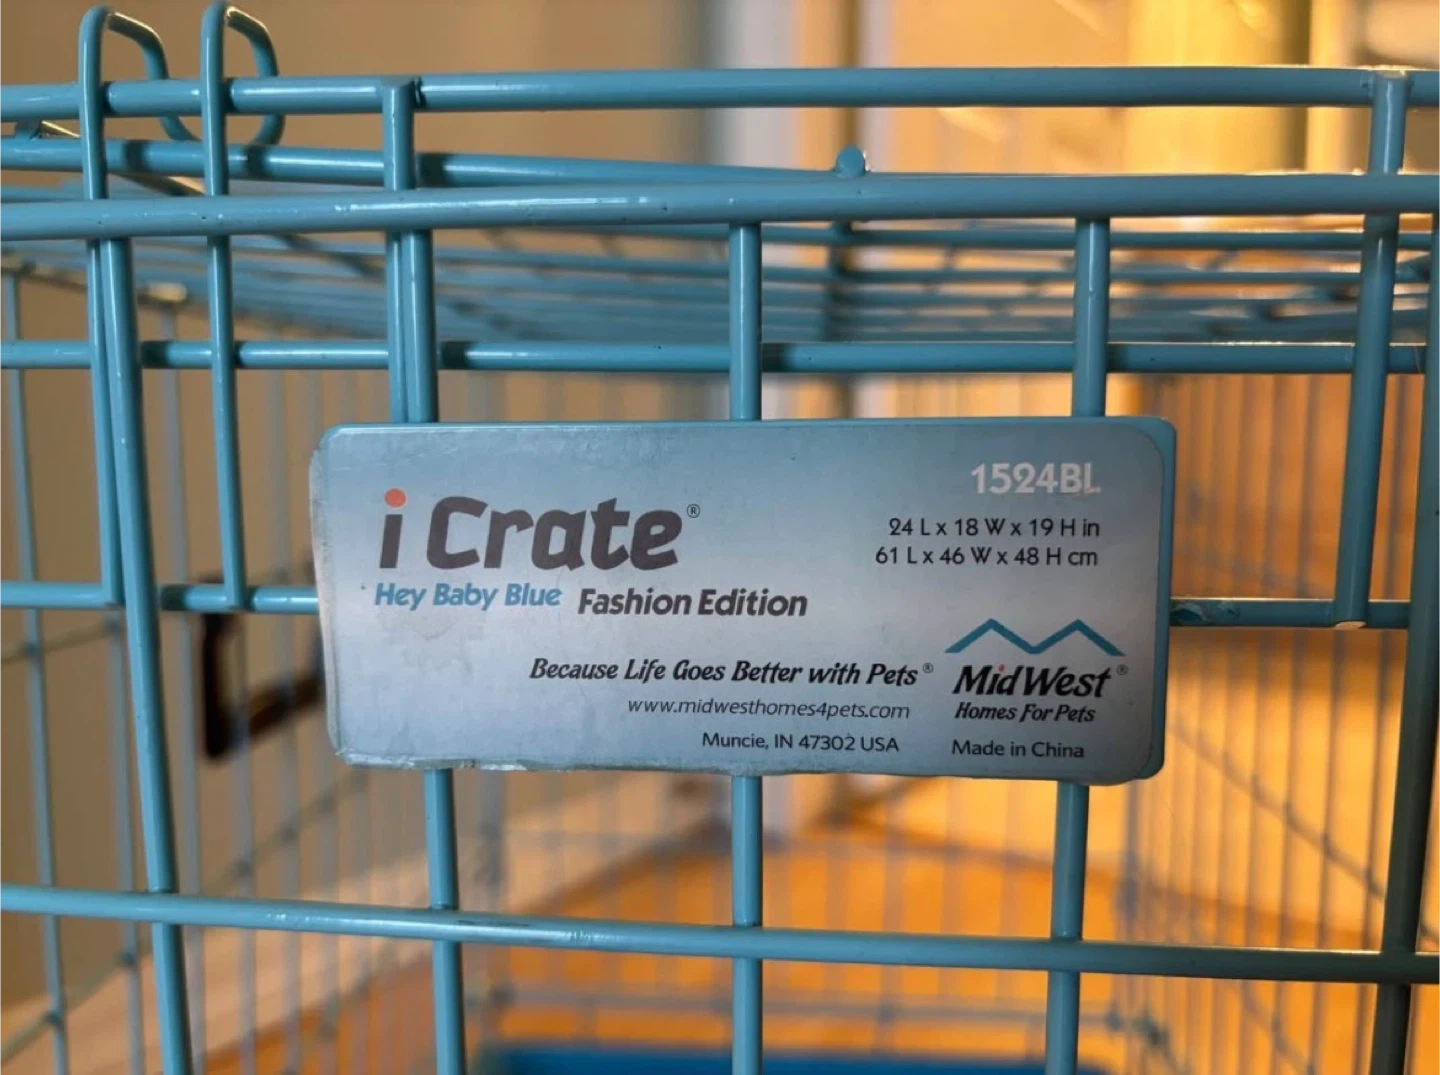 1524BL
i Crate®
24 L x 18 W x 19 H in
61 L x 46 W x 48 H cm
Hey Baby Blue Fashion Edition
Because Life Goes Better with Pets®
www.midwesthomes4pets.com
Muncie, IN 47302 USA
MidWest®
Homes For Pets
Made in China